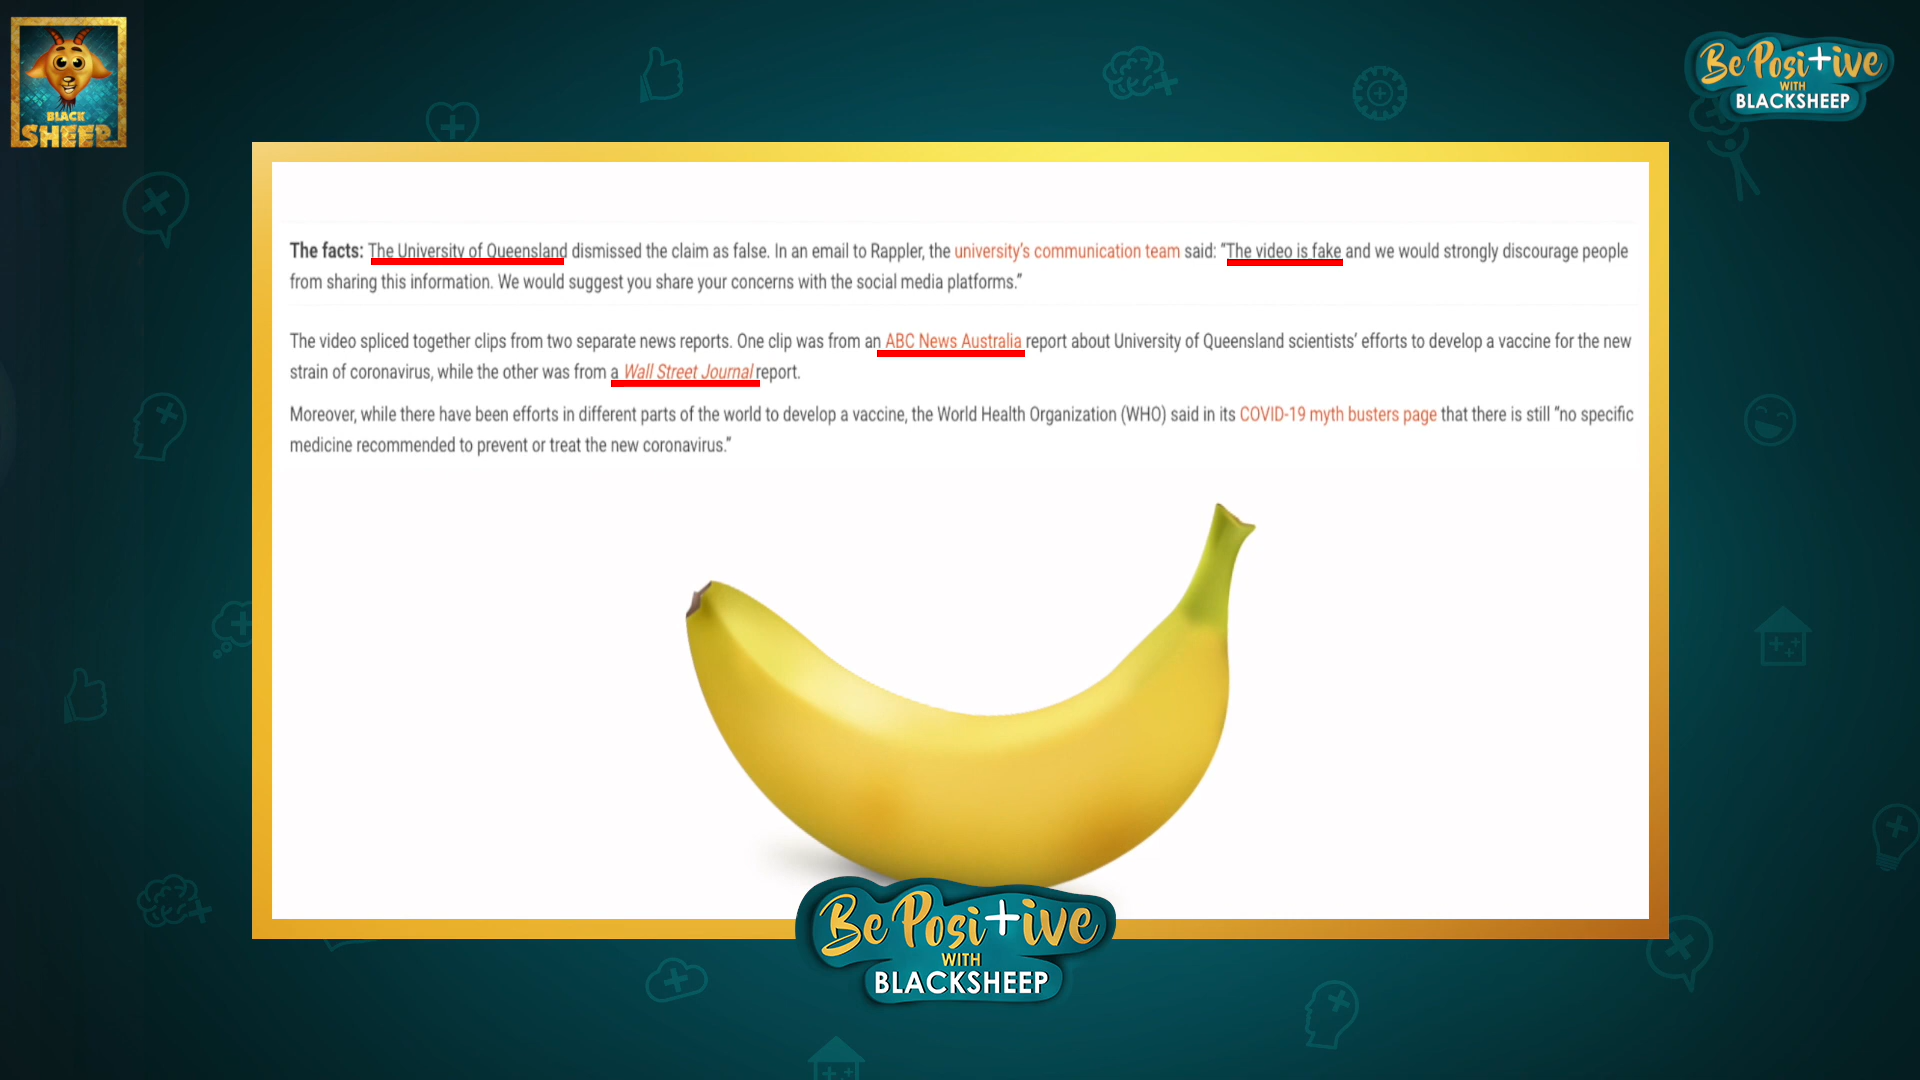 BLACK
SHEEP
Be Positive
WITH
BLACKSHEEP
The facts: The University of Queensland dismissed the claim as false. In an email to Rappler, the university's communication team said: “The video is fake and we would strongly discourage people
from sharing this information. We would suggest you share your concerns with the social media platforms.”
The video spliced together clips from two separate news reports. One clip was from an ABC News Australia report about University of Queensland scientists’ efforts to develop a vaccine for the new
strain of coronavirus, while the other was from a Wall Street Journal report.
Moreover, while there have been efforts in different parts of the world to develop a vaccine, the World Health Organization (WHO) said in its COVID-19 myth busters page that there is still “no specific
medicine recommended to prevent or treat the new coronavirus.”
Be Positive
WITH
BLACKSHEEP